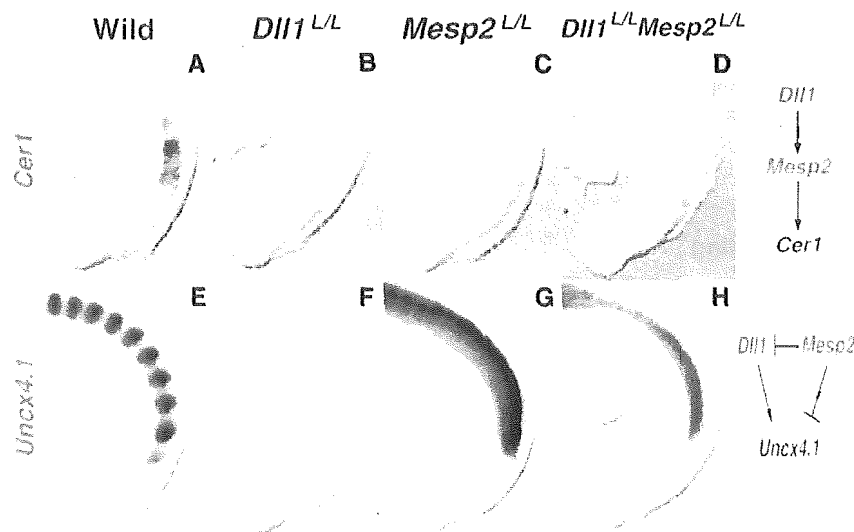 Wild Dll1 L/L Mesp2 L/L Dll1 L/L Mesp2 L/L
A B C D
Cer1
Dll1
Mesp2
Cer1
E F G H
Uncx4.1
Dll1 Mesp2
Uncx4.1